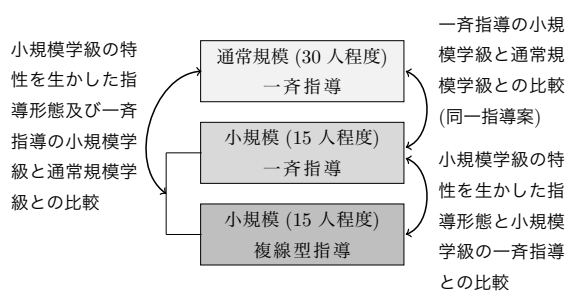 小規模学級の特
性を生かした指
導形態及び一斉
指導の小規模学
級と通常規模学
級との比較
通常規模 (30 人程度)
一斉指導
小規模 (15 人程度)
一斉指導
小規模 (15 人程度)
複線型指導
一斉指導の小規
模学級と通常規
模学級との比較
(同一指導案)
小規模学級の特
性を生かした指
導形態と小規模
学級の一斉指導
との比較